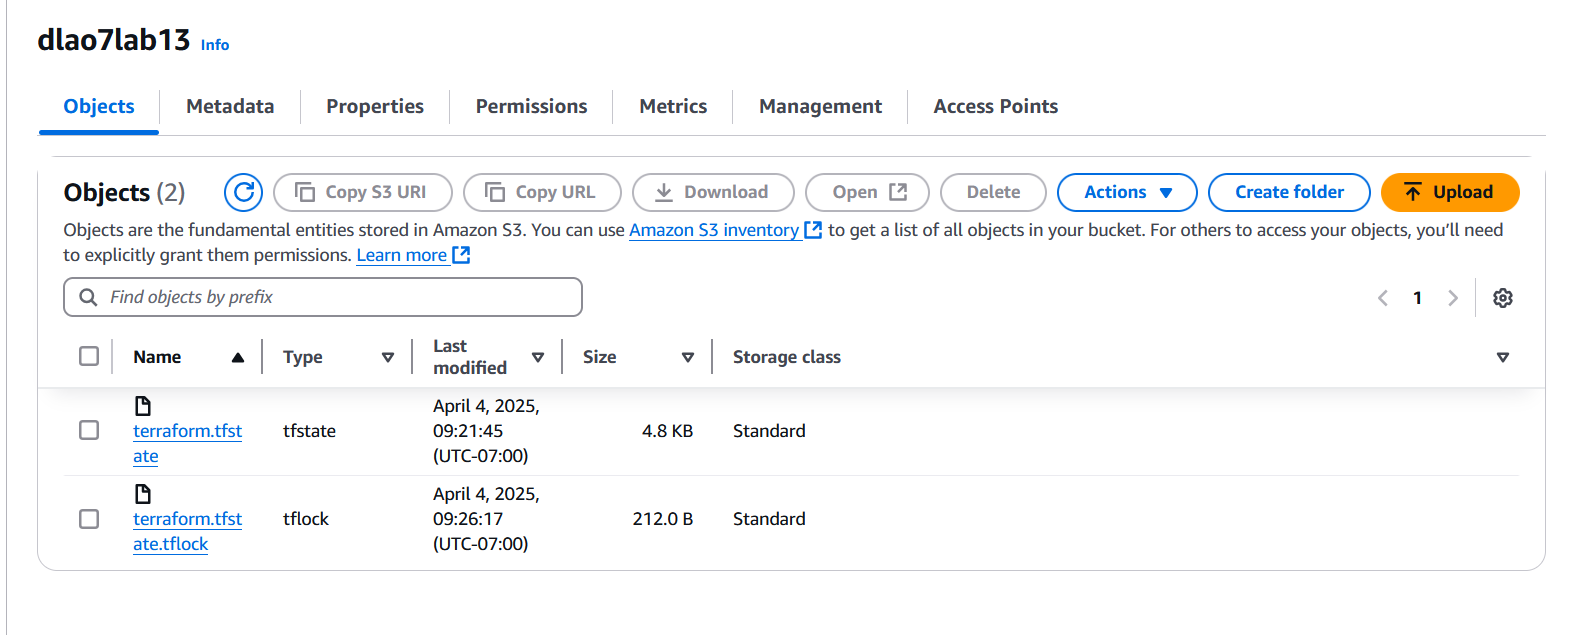 dlao7lab13 Info
Objects Metadata Properties Permissions Metrics Management Access Points
Objects (2) Copy S3 URI Copy URL Download Open Delete Actions Create folder Upload
Objects are the fundamental entities stored in Amazon S3. You can use Amazon S3 inventory to get a list of all objects in your bucket. For others to access your objects, you’ll need
to explicitly grant them permissions. Learn more
Find objects by prefix 1
Name Type Last modified Size Storage class
terraform.tfst
ate
tfstate
April 4, 2025,
09:21:45
(UTC-07:00)
4.8 KB
Standard
terraform.tfst
ate.tflock
tflock
April 4, 2025,
09:26:17
(UTC-07:00)
212.0 B
Standard